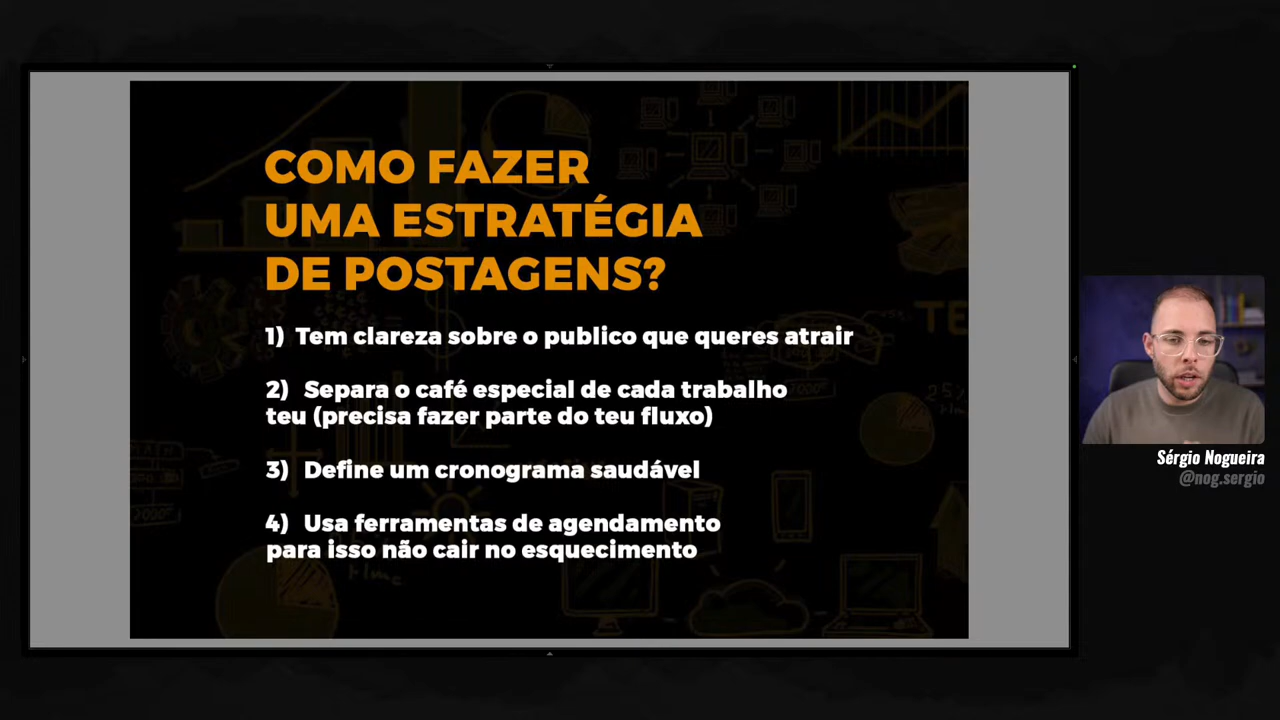 COMO FAZER
UMA ESTRATÉGIA
DE POSTAGENS?
1) Tem clareza sobre o publico que queres atrair
2) Separa o café especial de cada trabalho
teu (precisa fazer parte do teu fluxo)
3) Define um cronograma saudável
4) Usa ferramentas de agendamento
para isso não cair no esquecimento
Sérgio Nogueira
@nog.sergio